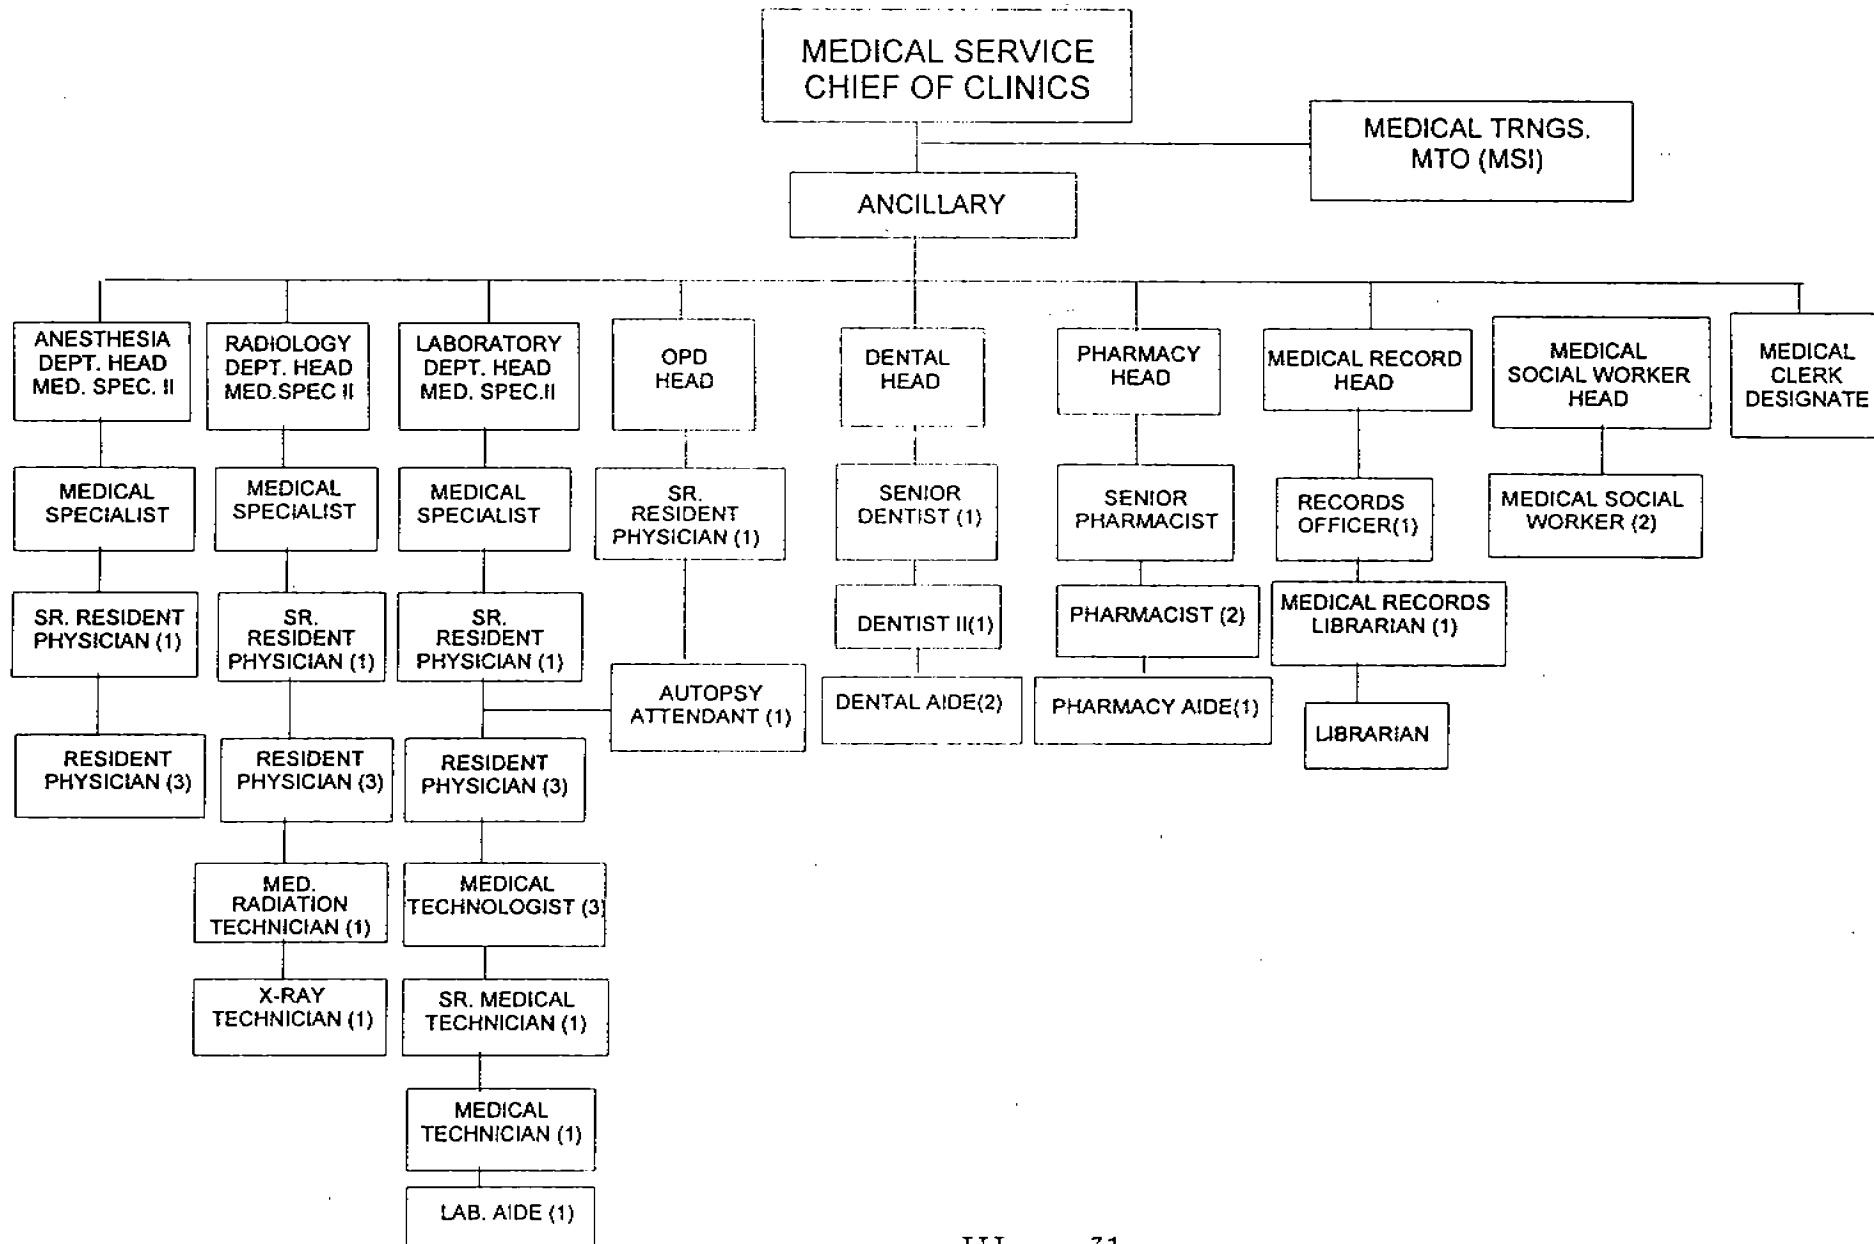 MEDICAL SERVICE
CHIEF OF CLINICS
MEDICAL TRNGS.
MTO (MSI)
ANCILLARY
ANESTHESIA
DEPT. HEAD
MED. SPEC. II
RADIOLOGY
DEPT. HEAD
MED.SPEC II
LABORATORY
DEPT. HEAD
MED. SPEC.II
OPD
HEAD
DENTAL
HEAD
PHARMACY
HEAD
MEDICAL RECORD
HEAD
MEDICAL
SOCIAL WORKER
HEAD
MEDICAL
CLERK
DESIGNATE
MEDICAL
SPECIALIST
MEDICAL
SPECIALIST
MEDICAL
SPECIALIST
SR.
RESIDENT
PHYSICIAN (1)
SENIOR
DENTIST (1)
SENIOR
PHARMACIST
RECORDS
OFFICER(1)
MEDICAL SOCIAL
WORKER (2)
SR. RESIDENT
PHYSICIAN (1)
SR.
RESIDENT
PHYSICIAN (1)
SR.
RESIDENT
PHYSICIAN (1)
DENTIST II(1)
PHARMACIST (2)
MEDICAL RECORDS
LIBRARIAN (1)
AUTOPSY
ATTENDANT (1)
DENTAL AIDE(2)
PHARMACY AIDE(1)
LIBRARIAN
RESIDENT
PHYSICIAN (3)
RESIDENT
PHYSICIAN (3)
RESIDENT
PHYSICIAN (3)
MED.
RADIATION
TECHNICIAN (1)
MEDICAL
TECHNOLOGIST (3)
X-RAY
TECHNICIAN (1)
SR. MEDICAL
TECHNICIAN (1)
MEDICAL
TECHNICIAN (1)
LAB. AIDE (1)